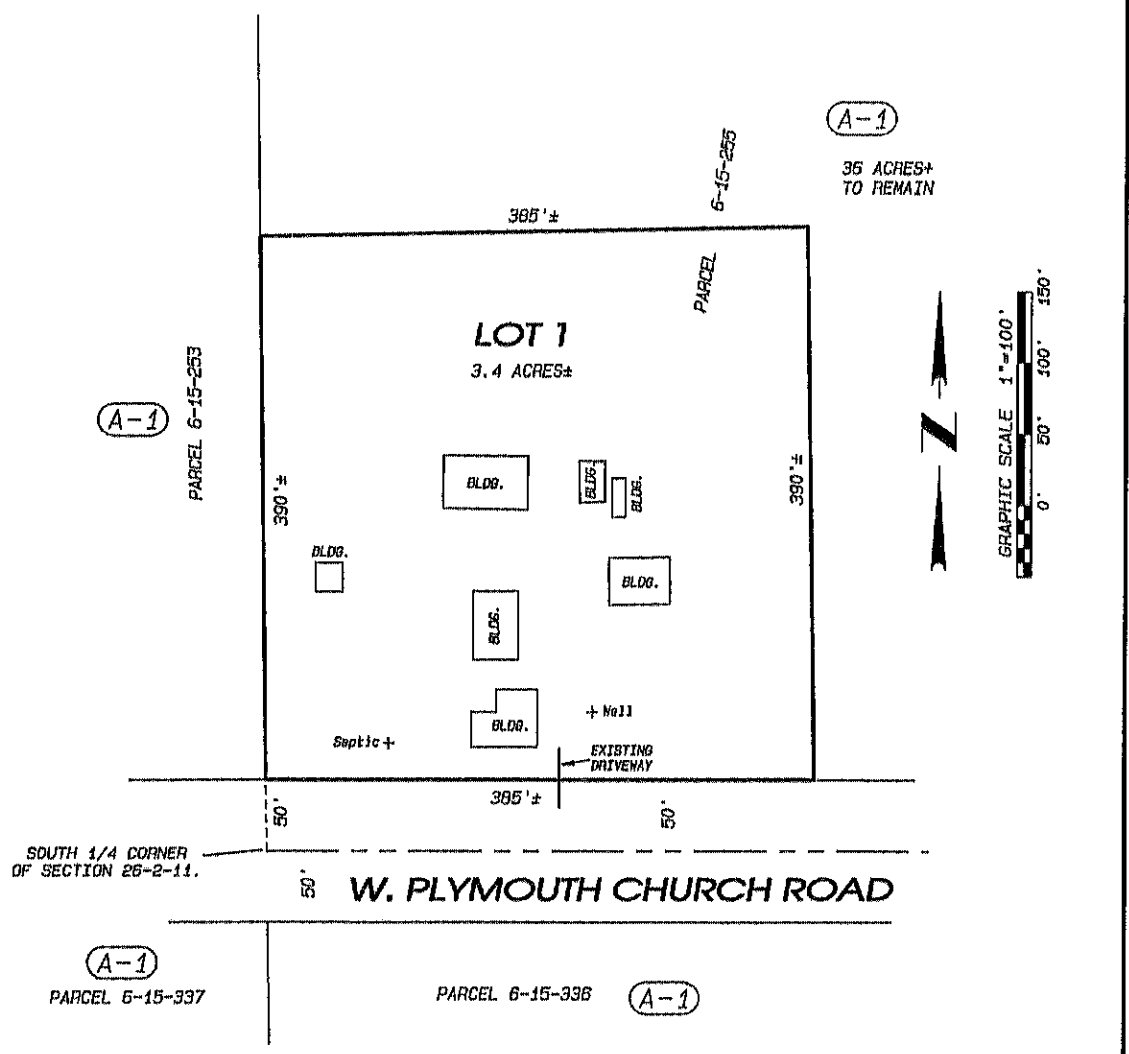 A-1
35 ACRES+
TO REMAIN
PARCEL 6-15-255
385'±
LOT 1
3.4 ACRES±
A-1
PARCEL 6-15-253
390'±
390'±
BLDG.
BLDG.
BLDG.
BLDG.
BLDG.
BLDG.
BLDG.
Septic
Well
EXISTING
DRIVEWAY
385'±
50'
50'
SOUTH 1/4 CORNER
OF SECTION 26-2-11.
50'
W. PLYMOUTH CHURCH ROAD
A-1
PARCEL 6-15-337
PARCEL 6-15-336
A-1
N
GRAPHIC SCALE 1"=100'
0'
50'
100'
150'